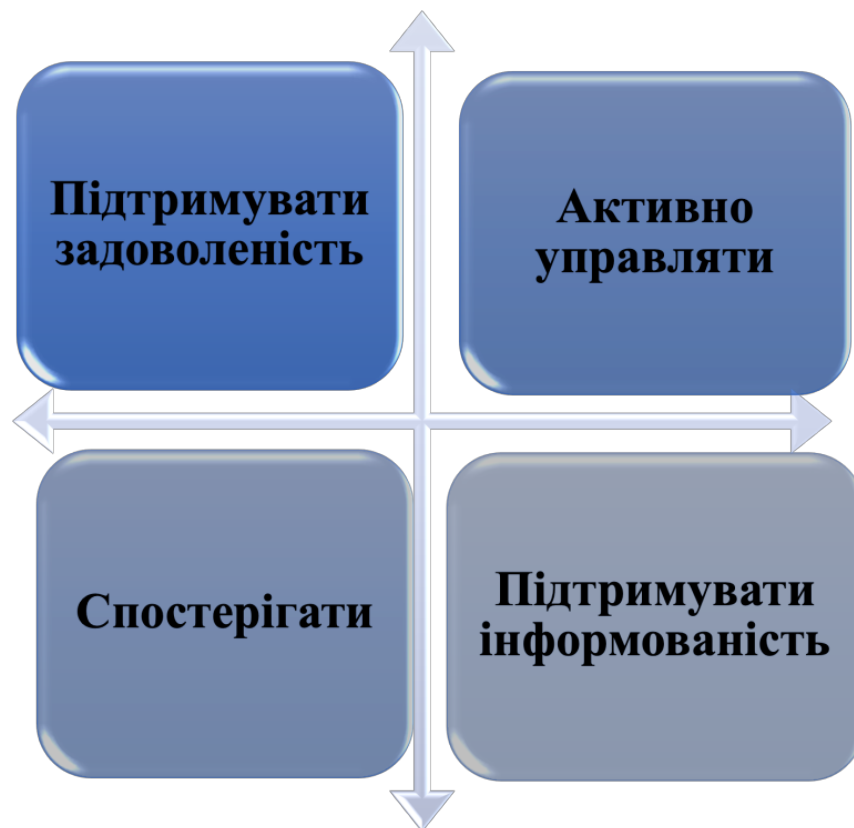 Підтримувати
задоволеність
Активно
управляти
Спостерігати
Підтримувати
інформованість